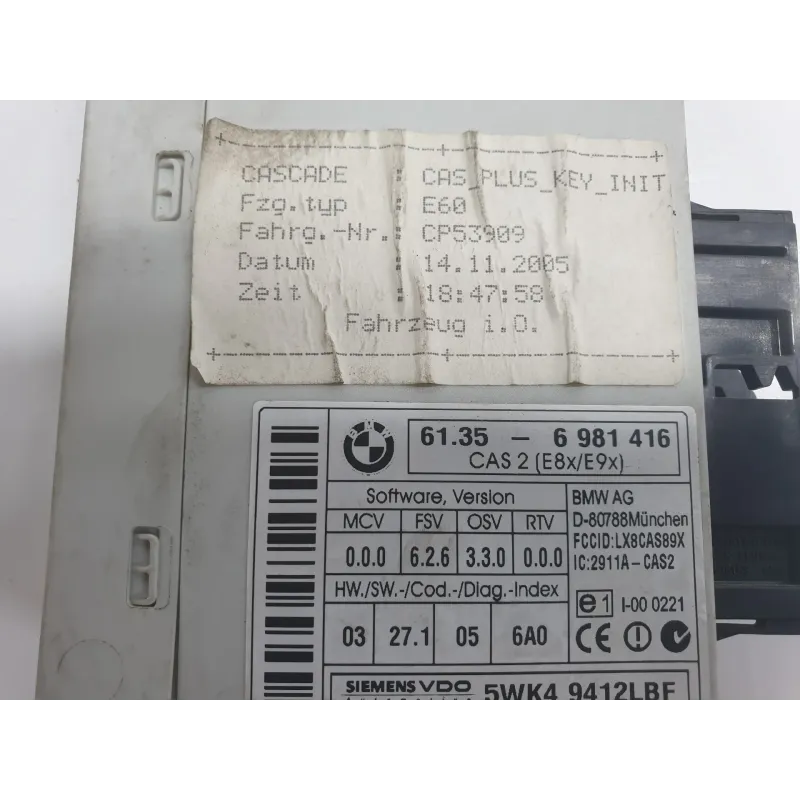 CASCADE : CAS_PLUS_KEY_INIT
Fzg.typ : E60
Fahrg.-Nr.: CP53909
Datum : 14.11.2005
Zeit : 18:47:58
Fahrzeug i.O.
BMW
61.35 - 6 981 416
CAS 2 (E8x/E9x)
Software, Version
MCV FSV OSV RTV
0.0.0 6.2.6 3.3.0 0.0.0
HW./SW.-/Cod.-/Diag.-Index
03 27.1 05 6A0
BMW AG
D-80788München
FCCID:LX8CAS89X
IC:2911A-CAS2
e1 I-00 0221
CE
SIEMENS VDO 5WK4 9412LBF